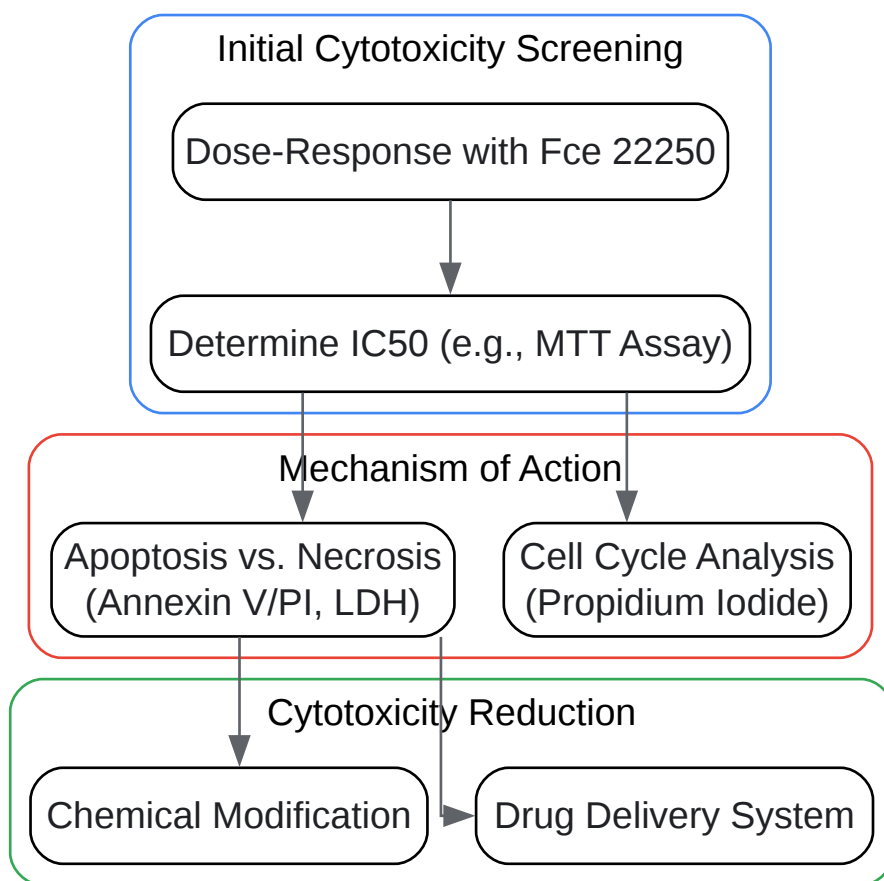 Initial Cytotoxicity Screening
Dose-Response with Fce 22250
Determine IC50 (e.g., MTT Assay)
Mechanism of Action
Apoptosis vs. Necrosis
(Annexin V/PI, LDH)
Cell Cycle Analysis
(Propidium Iodide)
Cytotoxicity Reduction
Chemical Modification
Drug Delivery System